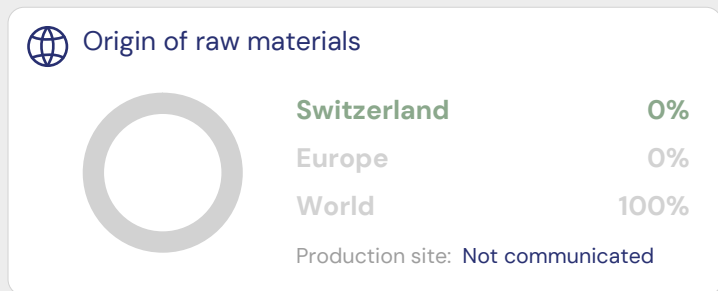 Origin of raw materials
Switzerland 0%
Europe 0%
World 100%
Production site: Not communicated